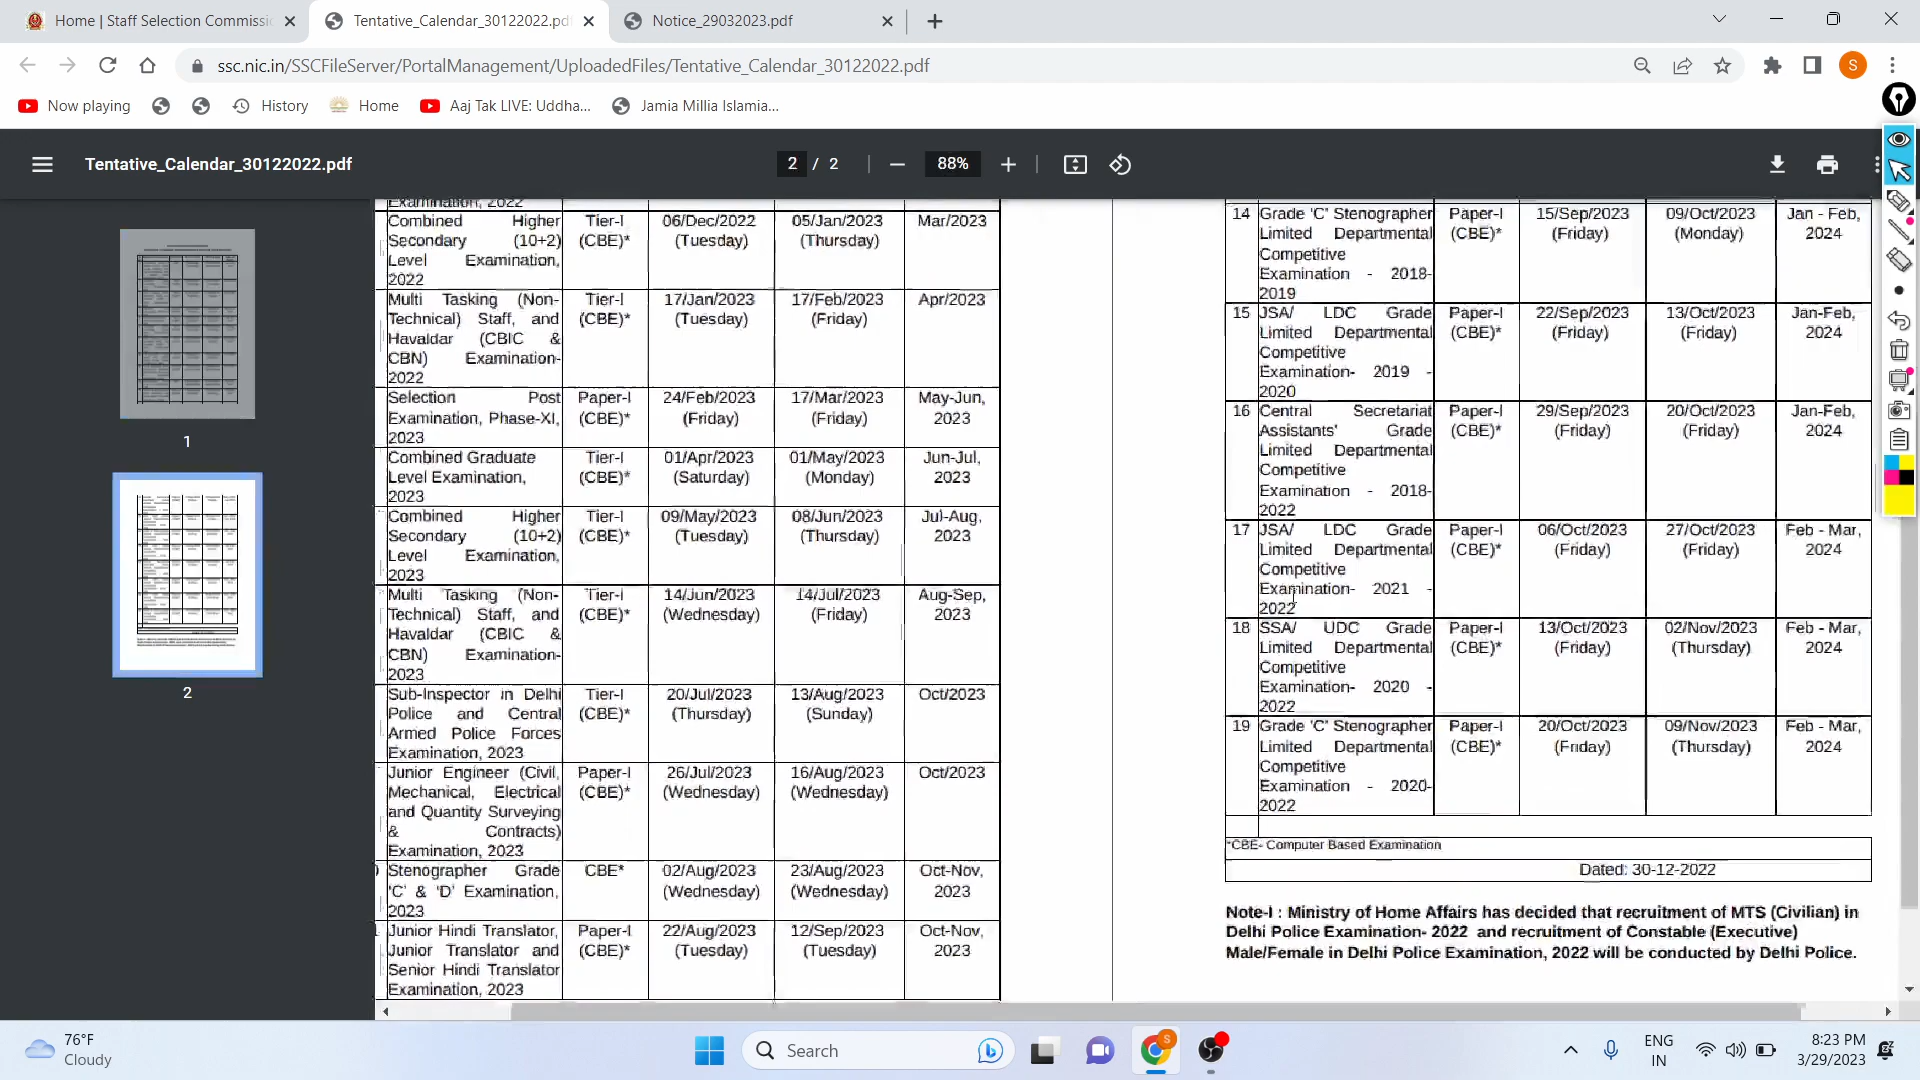 Home | Staff Selection Commissi
Tentative_Calendar_30122022.pd
Notice_29032023.pdf
ssc.nic.in/SSCFileServer/PortalManagement/UploadedFiles/Tentative_Calendar_30122022.pdf
S
Now playing
History
Home
Aaj Tak LIVE: Uddha...
Jamia Millia Islamia...
Tentative_Calendar_30122022.pdf
2 / 2
88%
1
2
Examination, 2022
Combined Higher Tier-I 06/Dec/2022 05/Jan/2023 Mar/2023
Secondary (10+2) (CBE)* (Tuesday) (Thursday)
Level Examination,
2022
Multi Tasking (Non- Tier-I 17/Jan/2023 17/Feb/2023 Apr/2023
Technical) Staff, and (CBE)* (Tuesday) (Friday)
Havaldar (CBIC &
CBN) Examination-
2022
Selection Post Paper-I 24/Feb/2023 17/Mar/2023 May-Jun,
Examination, Phase-XI, (CBE)* (Friday) (Friday) 2023
2023
Combined Graduate Tier-I 01/Apr/2023 01/May/2023 Jun-Jul,
Level Examination, (CBE)* (Saturday) (Monday) 2023
2023
Combined Higher Tier-I 09/May/2023 08/Jun/2023 Jul-Aug,
Secondary (10+2) (CBE)* (Tuesday) (Thursday) 2023
Level Examination,
2023
Multi Tasking (Non- Tier-I 14/Jun/2023 14/Jul/2023 Aug-Sep,
Technical) Staff, and (CBE)* (Wednesday) (Friday) 2023
Havaldar (CBIC &
CBN) Examination-
2023
Sub-Inspector in Delhi Tier-I 20/Jul/2023 13/Aug/2023 Oct/2023
Police and Central (CBE)* (Thursday) (Sunday)
Armed Police Forces
Examination, 2023
Junior Engineer (Civil, Paper-I 26/Jul/2023 16/Aug/2023 Oct/2023
Mechanical, Electrical (CBE)* (Wednesday) (Wednesday)
and Quantity Surveying
& Contracts)
Examination, 2023
Stenographer Grade CBE* 02/Aug/2023 23/Aug/2023 Oct-Nov,
'C' & 'D' Examination, (Wednesday) (Wednesday) 2023
2023
Junior Hindi Translator, Paper-I 22/Aug/2023 12/Sep/2023 Oct-Nov,
Junior Translator and (CBE)* (Tuesday) (Tuesday) 2023
Senior Hindi Translator
Examination, 2023
14 Grade 'C' Stenographer Paper-I 15/Sep/2023 09/Oct/2023 Jan - Feb,
Limited Departmental (CBE)* (Friday) (Monday) 2024
Competitive
Examination - 2018-
2019
15 JSA/ LDC Grade Paper-I 22/Sep/2023 13/Oct/2023 Jan-Feb,
Limited Departmental (CBE)* (Friday) (Friday) 2024
Competitive
Examination- 2019 -
2020
16 Central Secretariat Paper-I 29/Sep/2023 20/Oct/2023 Jan-Feb,
Assistants' Grade (CBE)* (Friday) (Friday) 2024
Limited Departmental
Competitive
Examination - 2018-
2022
17 JSA/ LDC Grade Paper-I 06/Oct/2023 27/Oct/2023 Feb - Mar,
Limited Departmental (CBE)* (Friday) (Friday) 2024
Competitive
Examination- 2021 -
2022
18 SSA/ UDC Grade Paper-I 13/Oct/2023 02/Nov/2023 Feb - Mar,
Limited Departmental (CBE)* (Friday) (Thursday) 2024
Competitive
Examination- 2020 -
2022
19 Grade 'C' Stenographer Paper-I 20/Oct/2023 09/Nov/2023 Feb - Mar,
Limited Departmental (CBE)* (Friday) (Thursday) 2024
Competitive
Examination - 2020-
2022
*CBE- Computer Based Examination
Dated: 30-12-2022
Note-I : Ministry of Home Affairs has decided that recruitment of MTS (Civilian) in
Delhi Police Examination- 2022 and recruitment of Constable (Executive)
Male/Female in Delhi Police Examination, 2022 will be conducted by Delhi Police.
76°F
Cloudy
Search
S
ENG
IN
8:23 PM
3/29/2023